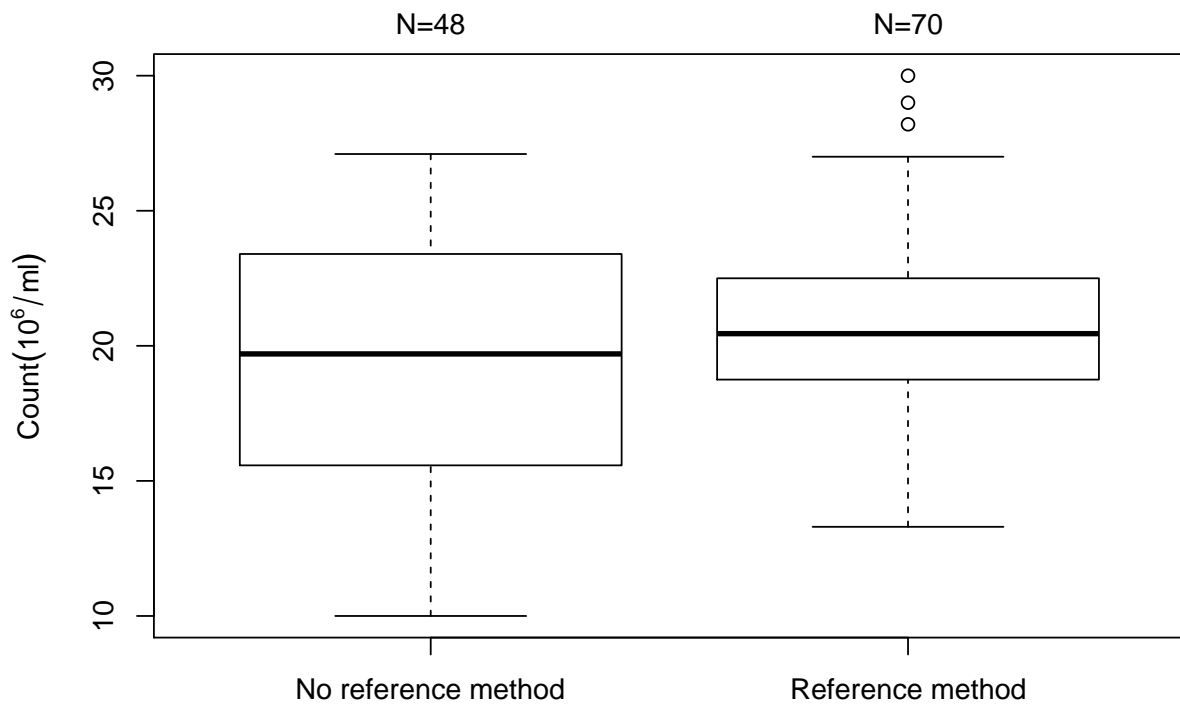 N=48
N=70
Count(10⁶/ml)
30
25
20
15
10
No reference method
Reference method